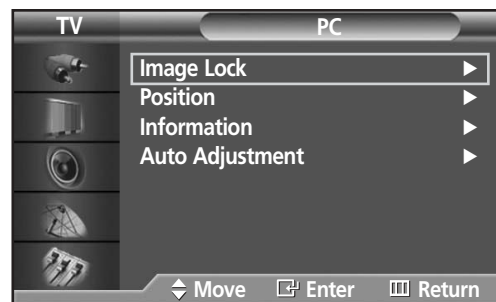 TV PC
Image Lock
Position
Information
Auto Adjustment
Move Enter Return